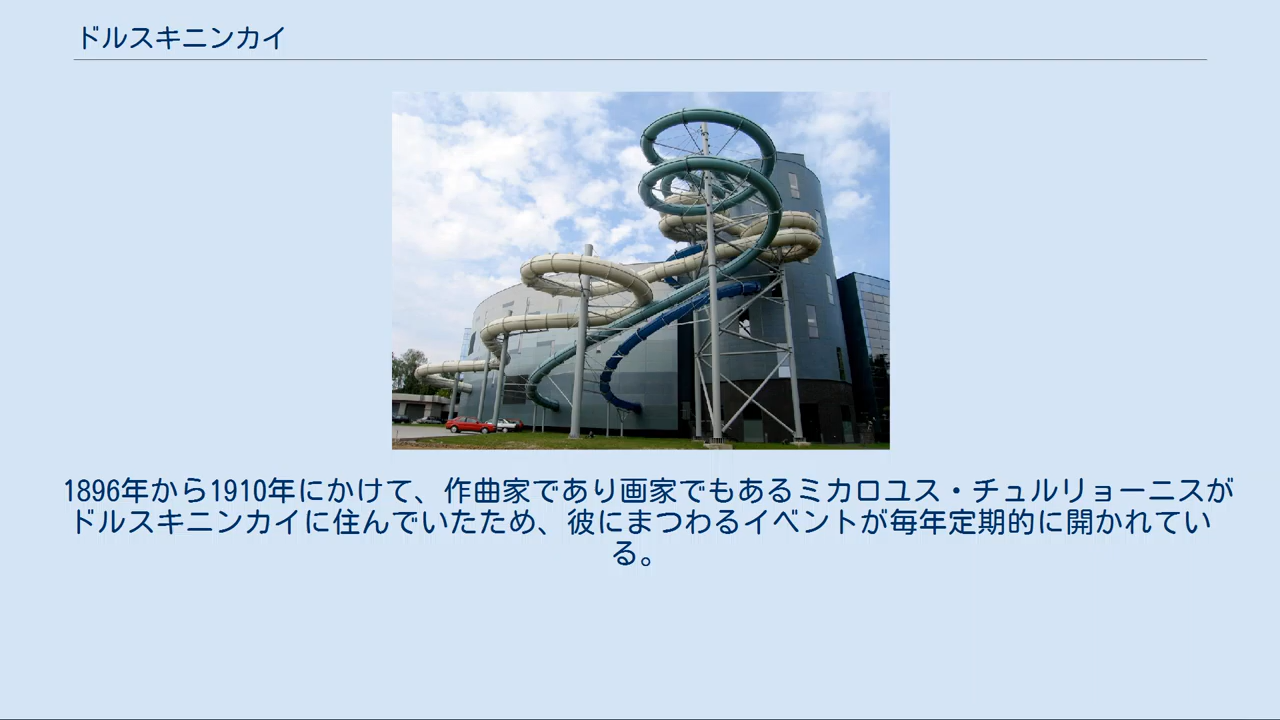 ドルスキニンカイ
1896年から1910年にかけて、作曲家であり画家でもあるミカロユス・チュルリョーニスが
ドルスキニンカイに住んでいたため、彼にまつわるイベントが毎年定期的に開かれてい
る。